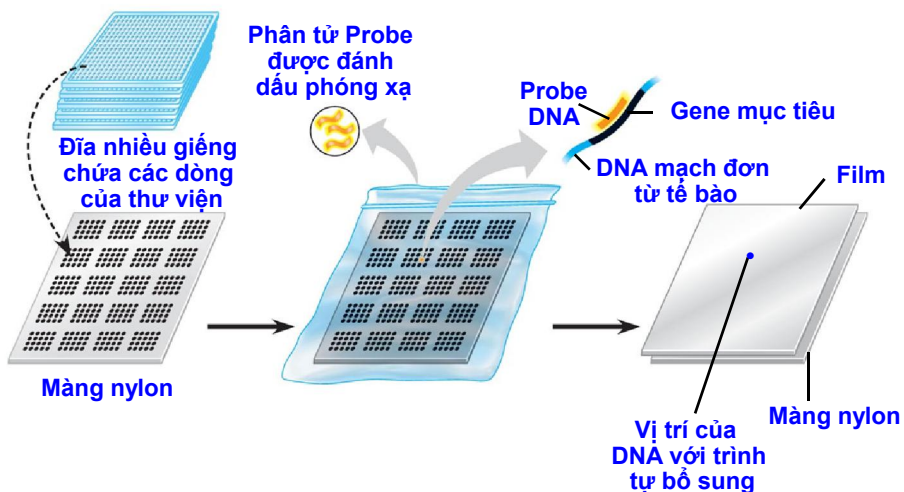 Phân tử Probe
được đánh
dấu phóng xạ
Đĩa nhiều giếng
chứa các dòng
của thư viện
Màng nylon
Probe
DNA
Gene mục tiêu
DNA mạch đơn
từ tế bào
Film
Màng nylon
Vị trí của
DNA với trình
tự bổ sung